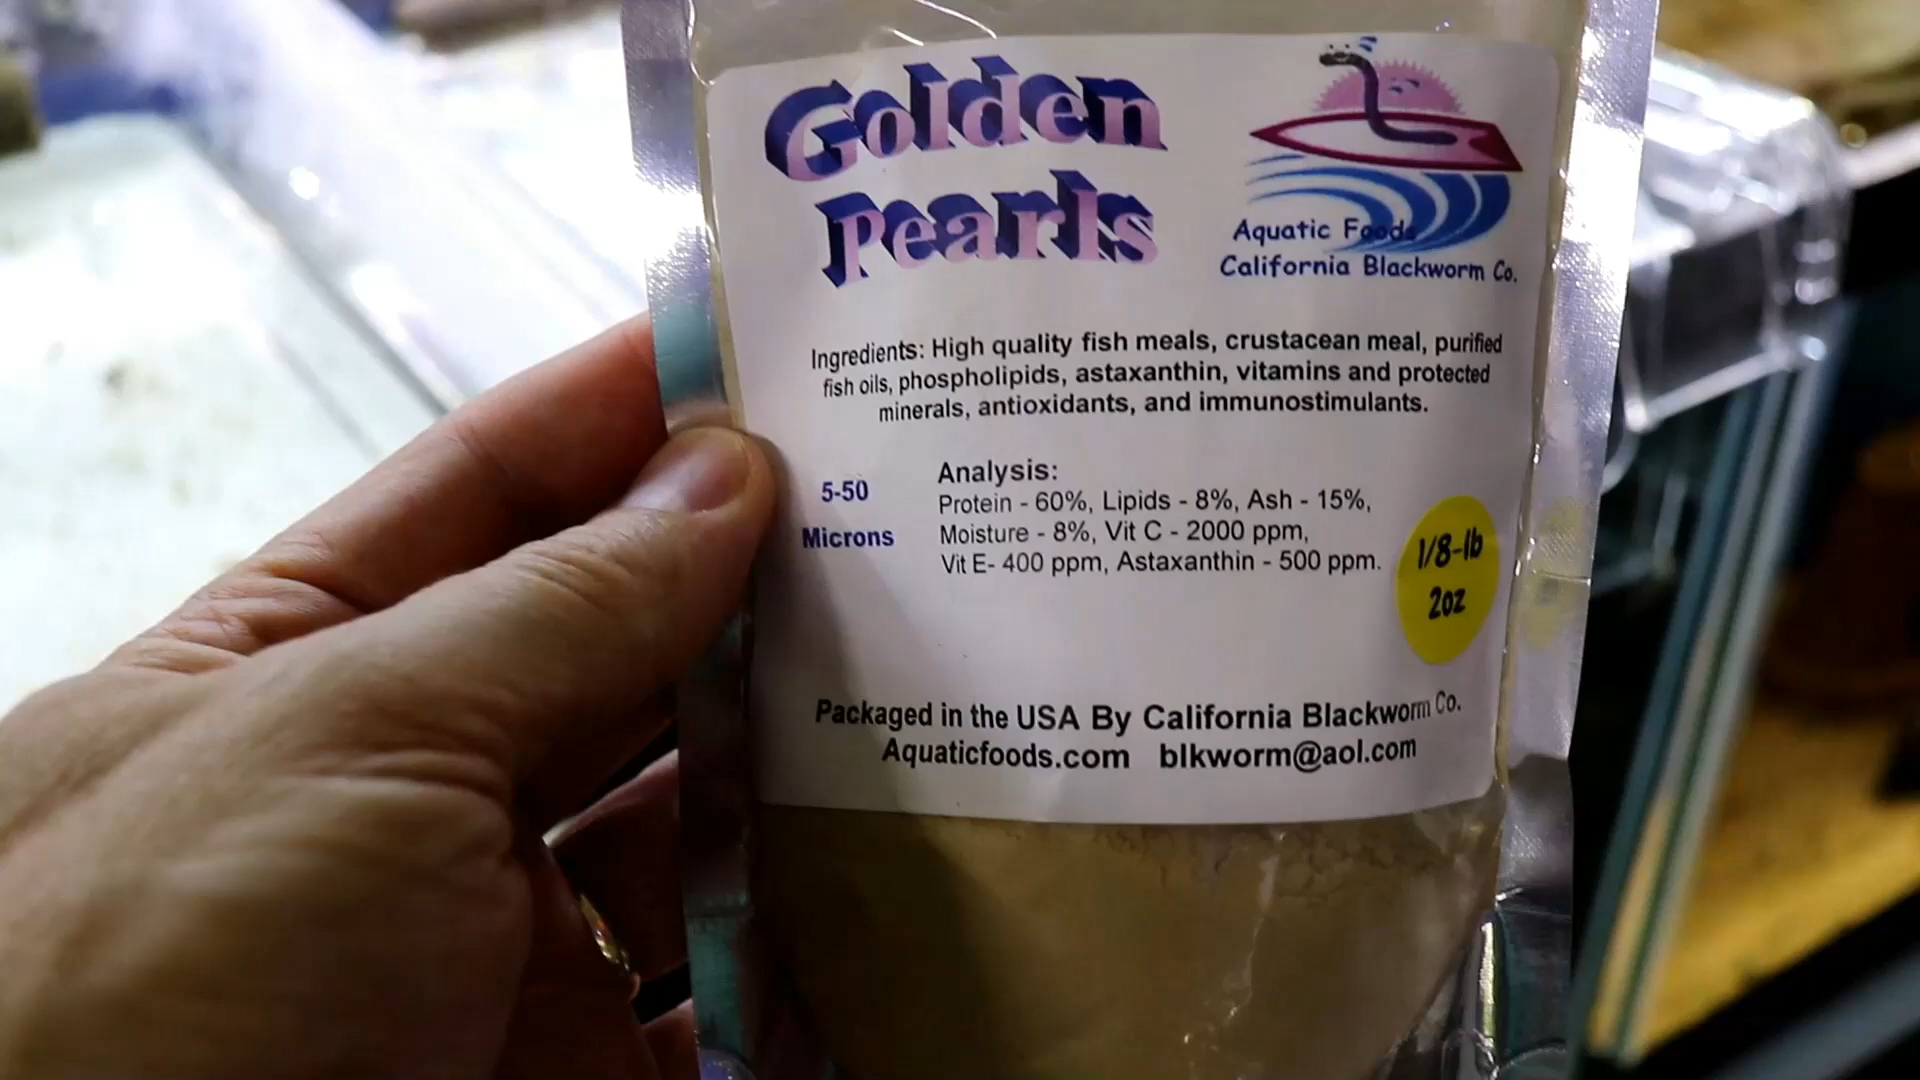 Golden
Pearls
Aquatic Foods
California Blackworm Co.
Ingredients: High quality fish meals, crustacean meal, purified
fish oils, phospholipids, astaxanthin, vitamins and protected
minerals, antioxidants, and immunostimulants.
5-50
Microns
Analysis:
Protein - 60%, Lipids - 8%, Ash - 15%,
Moisture - 8%, Vit C - 2000 ppm,
Vit E- 400 ppm, Astaxanthin - 500 ppm.
1/8-lb
2oz
Packaged in the USA By California Blackworm Co.
Aquaticfoods.com blkworm@aol.com